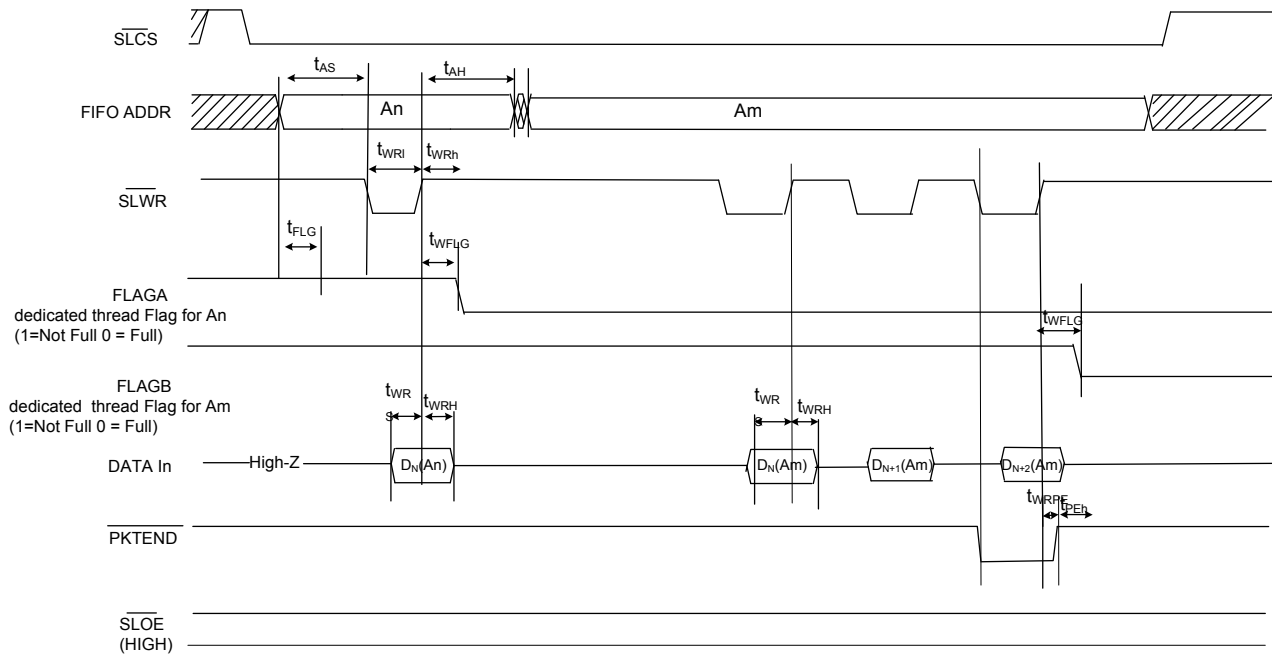 SLCS
tAS
tAH
FIFO ADDR
An
Am
tWRl
tWRh
SLWR
tFLG
tWFLG
FLAGA
dedicated thread Flag for An
(1=Not Full 0 = Full)
tWFLG
FLAGB
dedicated thread Flag for Am
(1=Not Full 0 = Full)
tWR
S
tWRH
tWR
S
tWRH
DATA In
High-Z
DN(An)
DN(Am)
DN+1(Am)
DN+2(Am)
tWRPE
tPEh
PKTEND
SLOE
(HIGH)